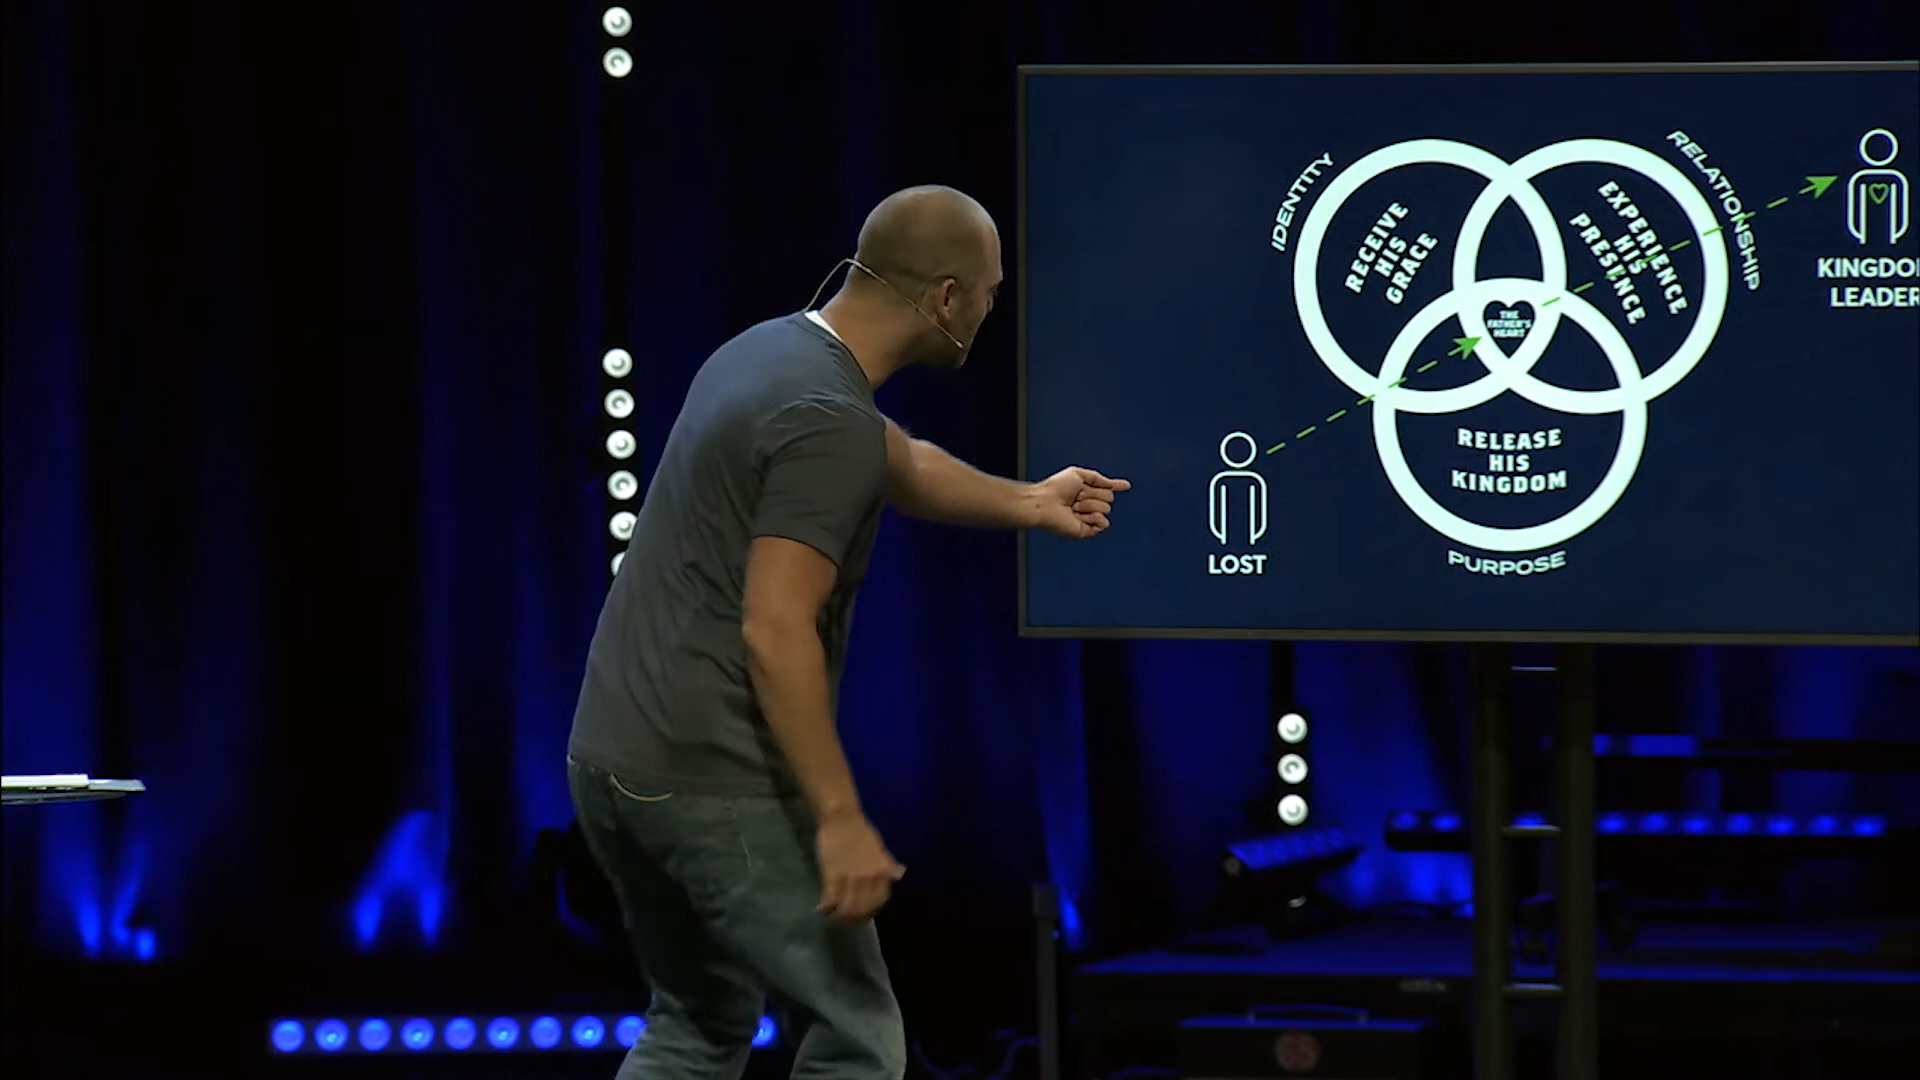 IDENTITY
RELATIONSHIP
RECEIVE
HIS
GRACE
EXPERIENCE
HIS
PRESENCE
KINGDO
LEADER
THE
FATHER'S
HEART
RELEASE
HIS
KINGDOM
LOST
PURPOSE